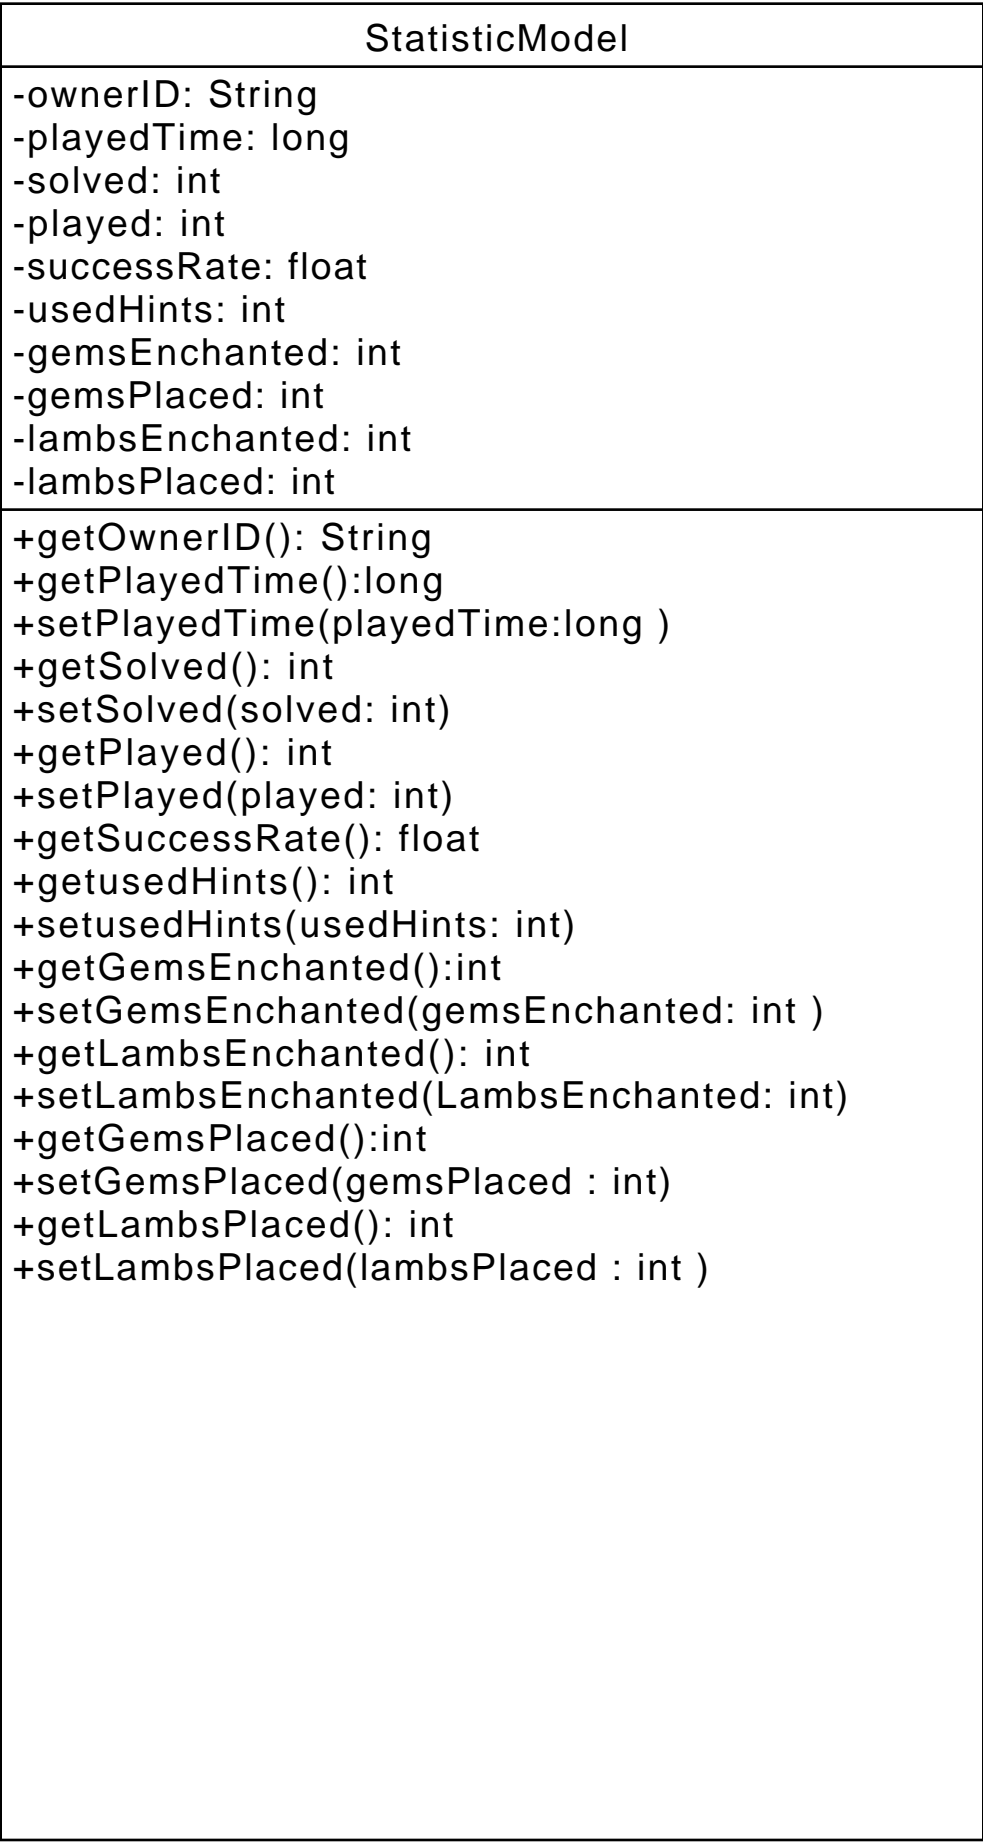 StatisticModel
-ownerID: String
-playedTime: long
-solved: int
-played: int
-successRate: float
-usedHints: int
-gemsEnchanted: int
-gemsPlaced: int
-lambsEnchanted: int
-lambsPlaced: int
+getOwnerID(): String
+getPlayedTime():long
+setPlayedTime(playedTime:long )
+getSolved(): int
+setSolved(solved: int)
+getPlayed(): int
+setPlayed(played: int)
+getSuccessRate(): float
+getusedHints(): int
+setusedHints(usedHints: int)
+getGemsEnchanted():int
+setGemsEnchanted(gemsEnchanted: int )
+getLambsEnchanted(): int
+setLambsEnchanted(LambsEnchanted: int)
+getGemsPlaced():int
+setGemsPlaced(gemsPlaced : int)
+getLambsPlaced(): int
+setLambsPlaced(lambsPlaced : int )